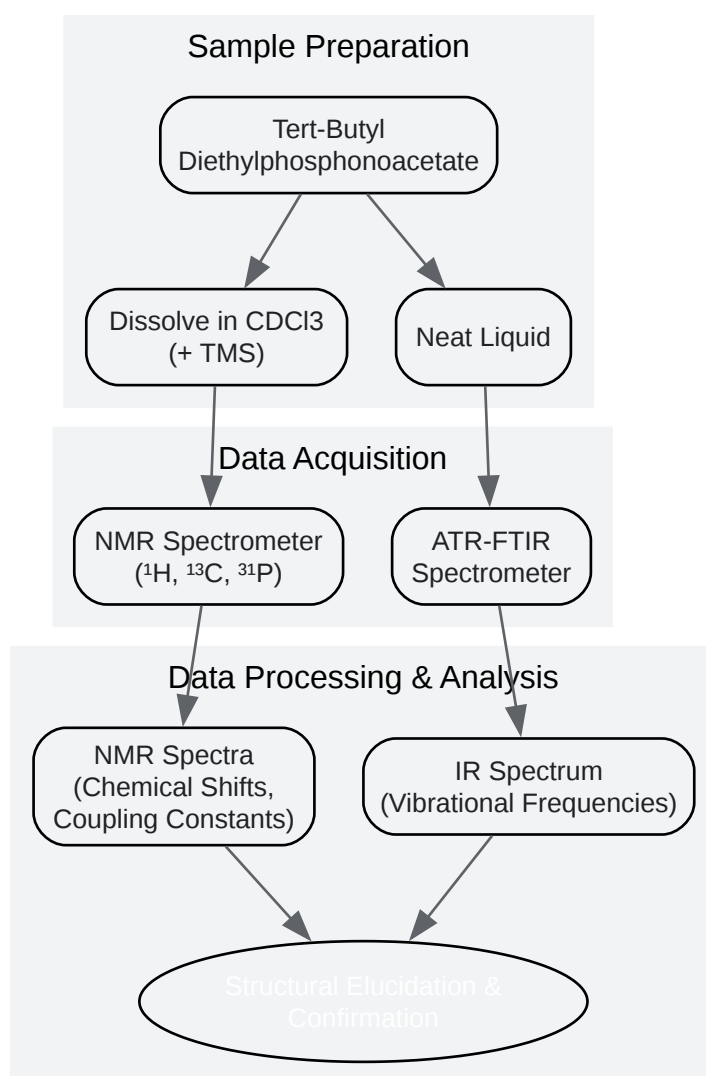 Sample Preparation
Tert-Butyl
Diethylphosphonoacetate
Dissolve in CDCl3
(+ TMS)
Neat Liquid
Data Acquisition
NMR Spectrometer
(¹H, ¹³C, ³¹P)
ATR-FTIR
Spectrometer
Data Processing & Analysis
NMR Spectra
(Chemical Shifts,
Coupling Constants)
IR Spectrum
(Vibrational Frequencies)
Structural Elucidation &
Confirmation